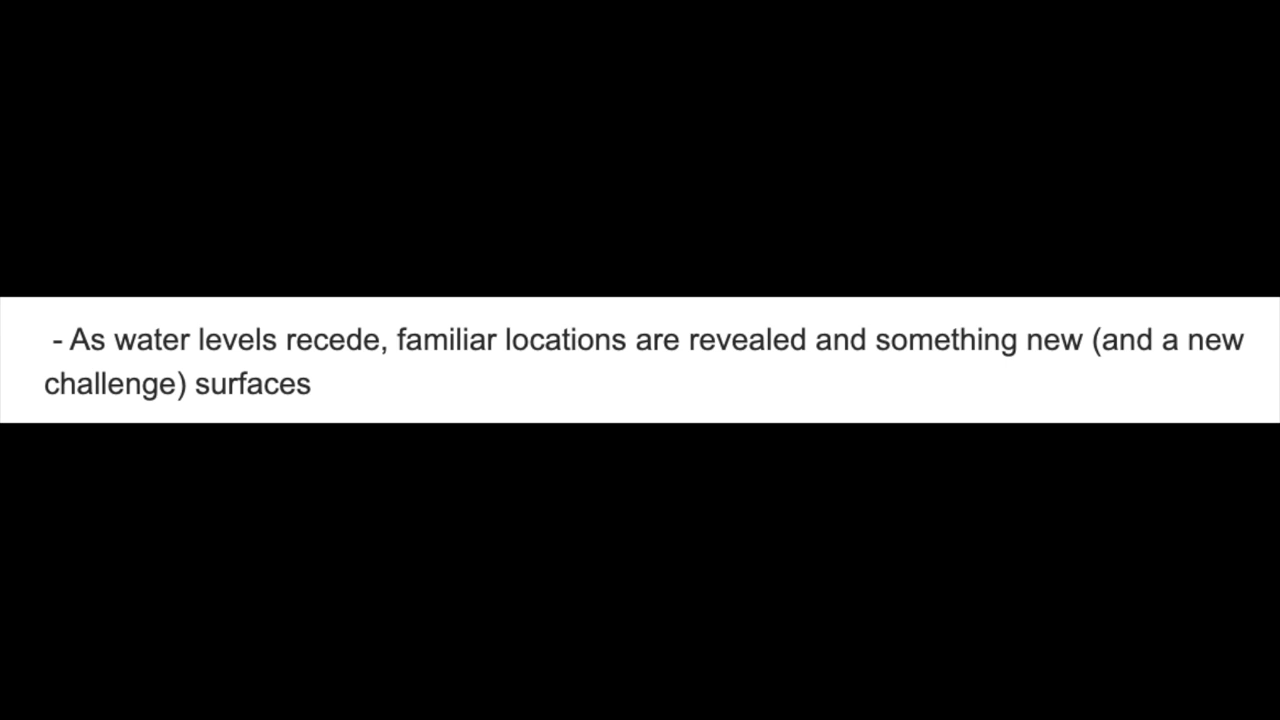 - As water levels recede, familiar locations are revealed and something new (and a new
challenge) surfaces